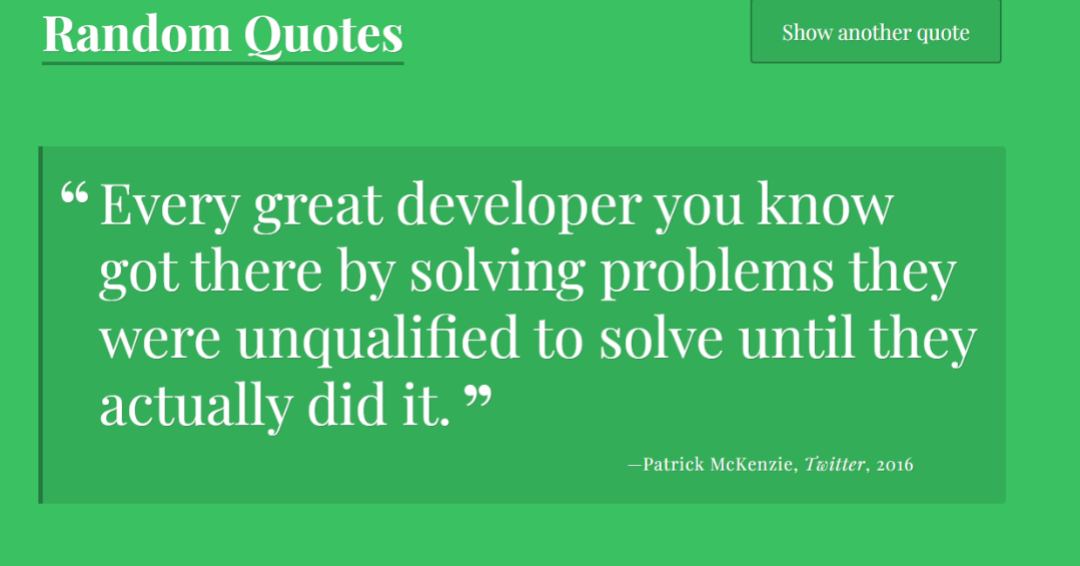 Random Quotes
Show another quote
“ Every great developer you know
got there by solving problems they
were unqualified to solve until they
actually did it. ”
—Patrick McKenzie, Twitter, 2016